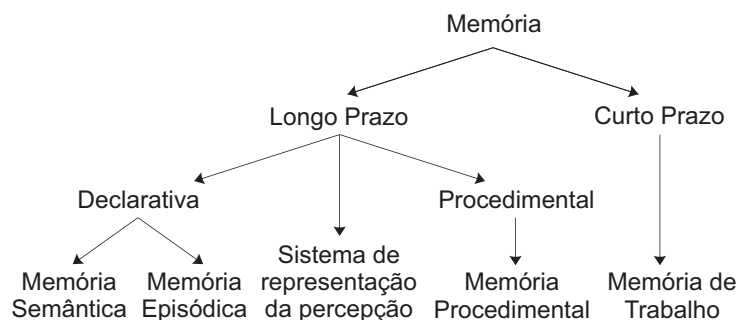 Memória
Longo Prazo
Curto Prazo
Declarativa
Procedimental
Memória
Semântica
Memória
Episódica
Sistema de
representação
da percepção
Memória
Procedimental
Memória de
Trabalho